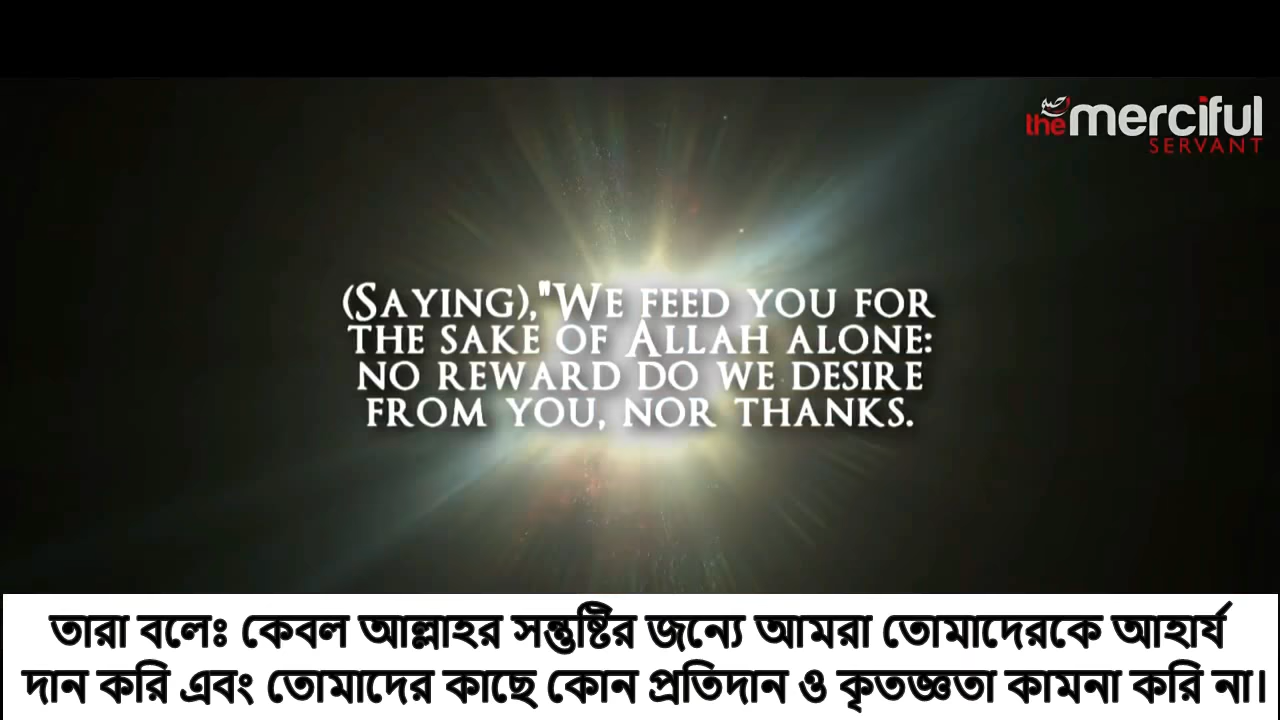 the merciful
SERVANT
(SAYING),"WE FEED YOU FOR
THE SAKE OF ALLAH ALONE:
NO REWARD DO WE DESIRE
FROM YOU, NOR THANKS.
তারা বলেঃ কেবল আল্লাহর সন্তুষ্টির জন্যে আমরা তোমাদেরকে আহার্য
দান করি এবং তোমাদের কাছে কোন প্রতিদান ও কৃতজ্ঞতা কামনা করি না।